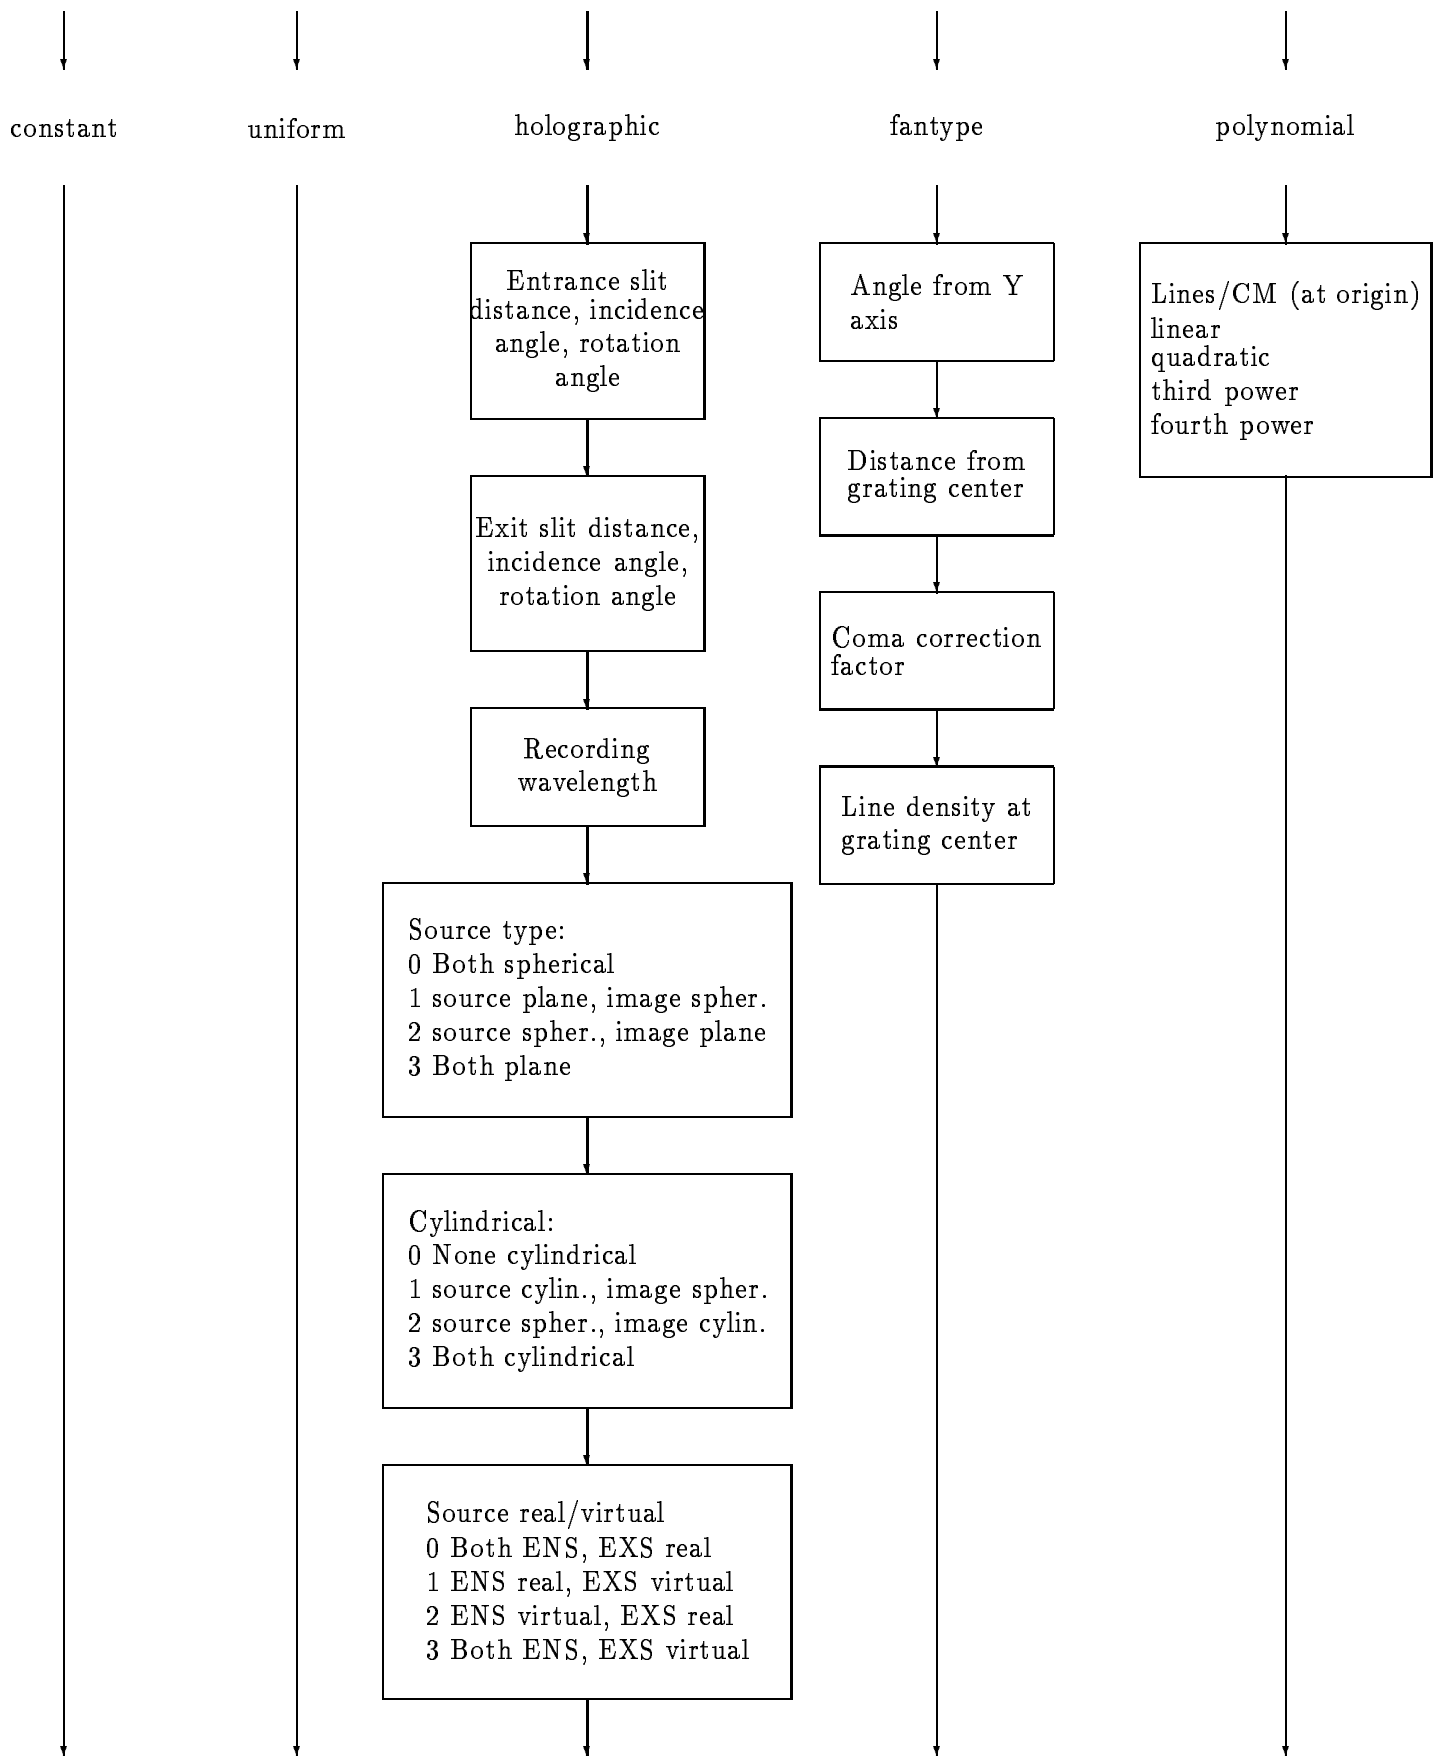 constant
uniform
holographic
fantype
polynomial
Entrance slit
distance, incidence
angle, rotation
angle
Exit slit distance,
incidence angle,
rotation angle
Recording
wavelength
Source type:
0 Both spherical
1 source plane, image spher.
2 source spher., image plane
3 Both plane
Cylindrical:
0 None cylindrical
1 source cylin., image spher.
2 source spher., image cylin.
3 Both cylindrical
Source real/virtual
0 Both ENS, EXS real
1 ENS real, EXS virtual
2 ENS virtual, EXS real
3 Both ENS, EXS virtual
Angle from Y
axis
Distance from
grating center
Coma correction
factor
Line density at
grating center
Lines/CM (at origin)
linear
quadratic
third power
fourth power